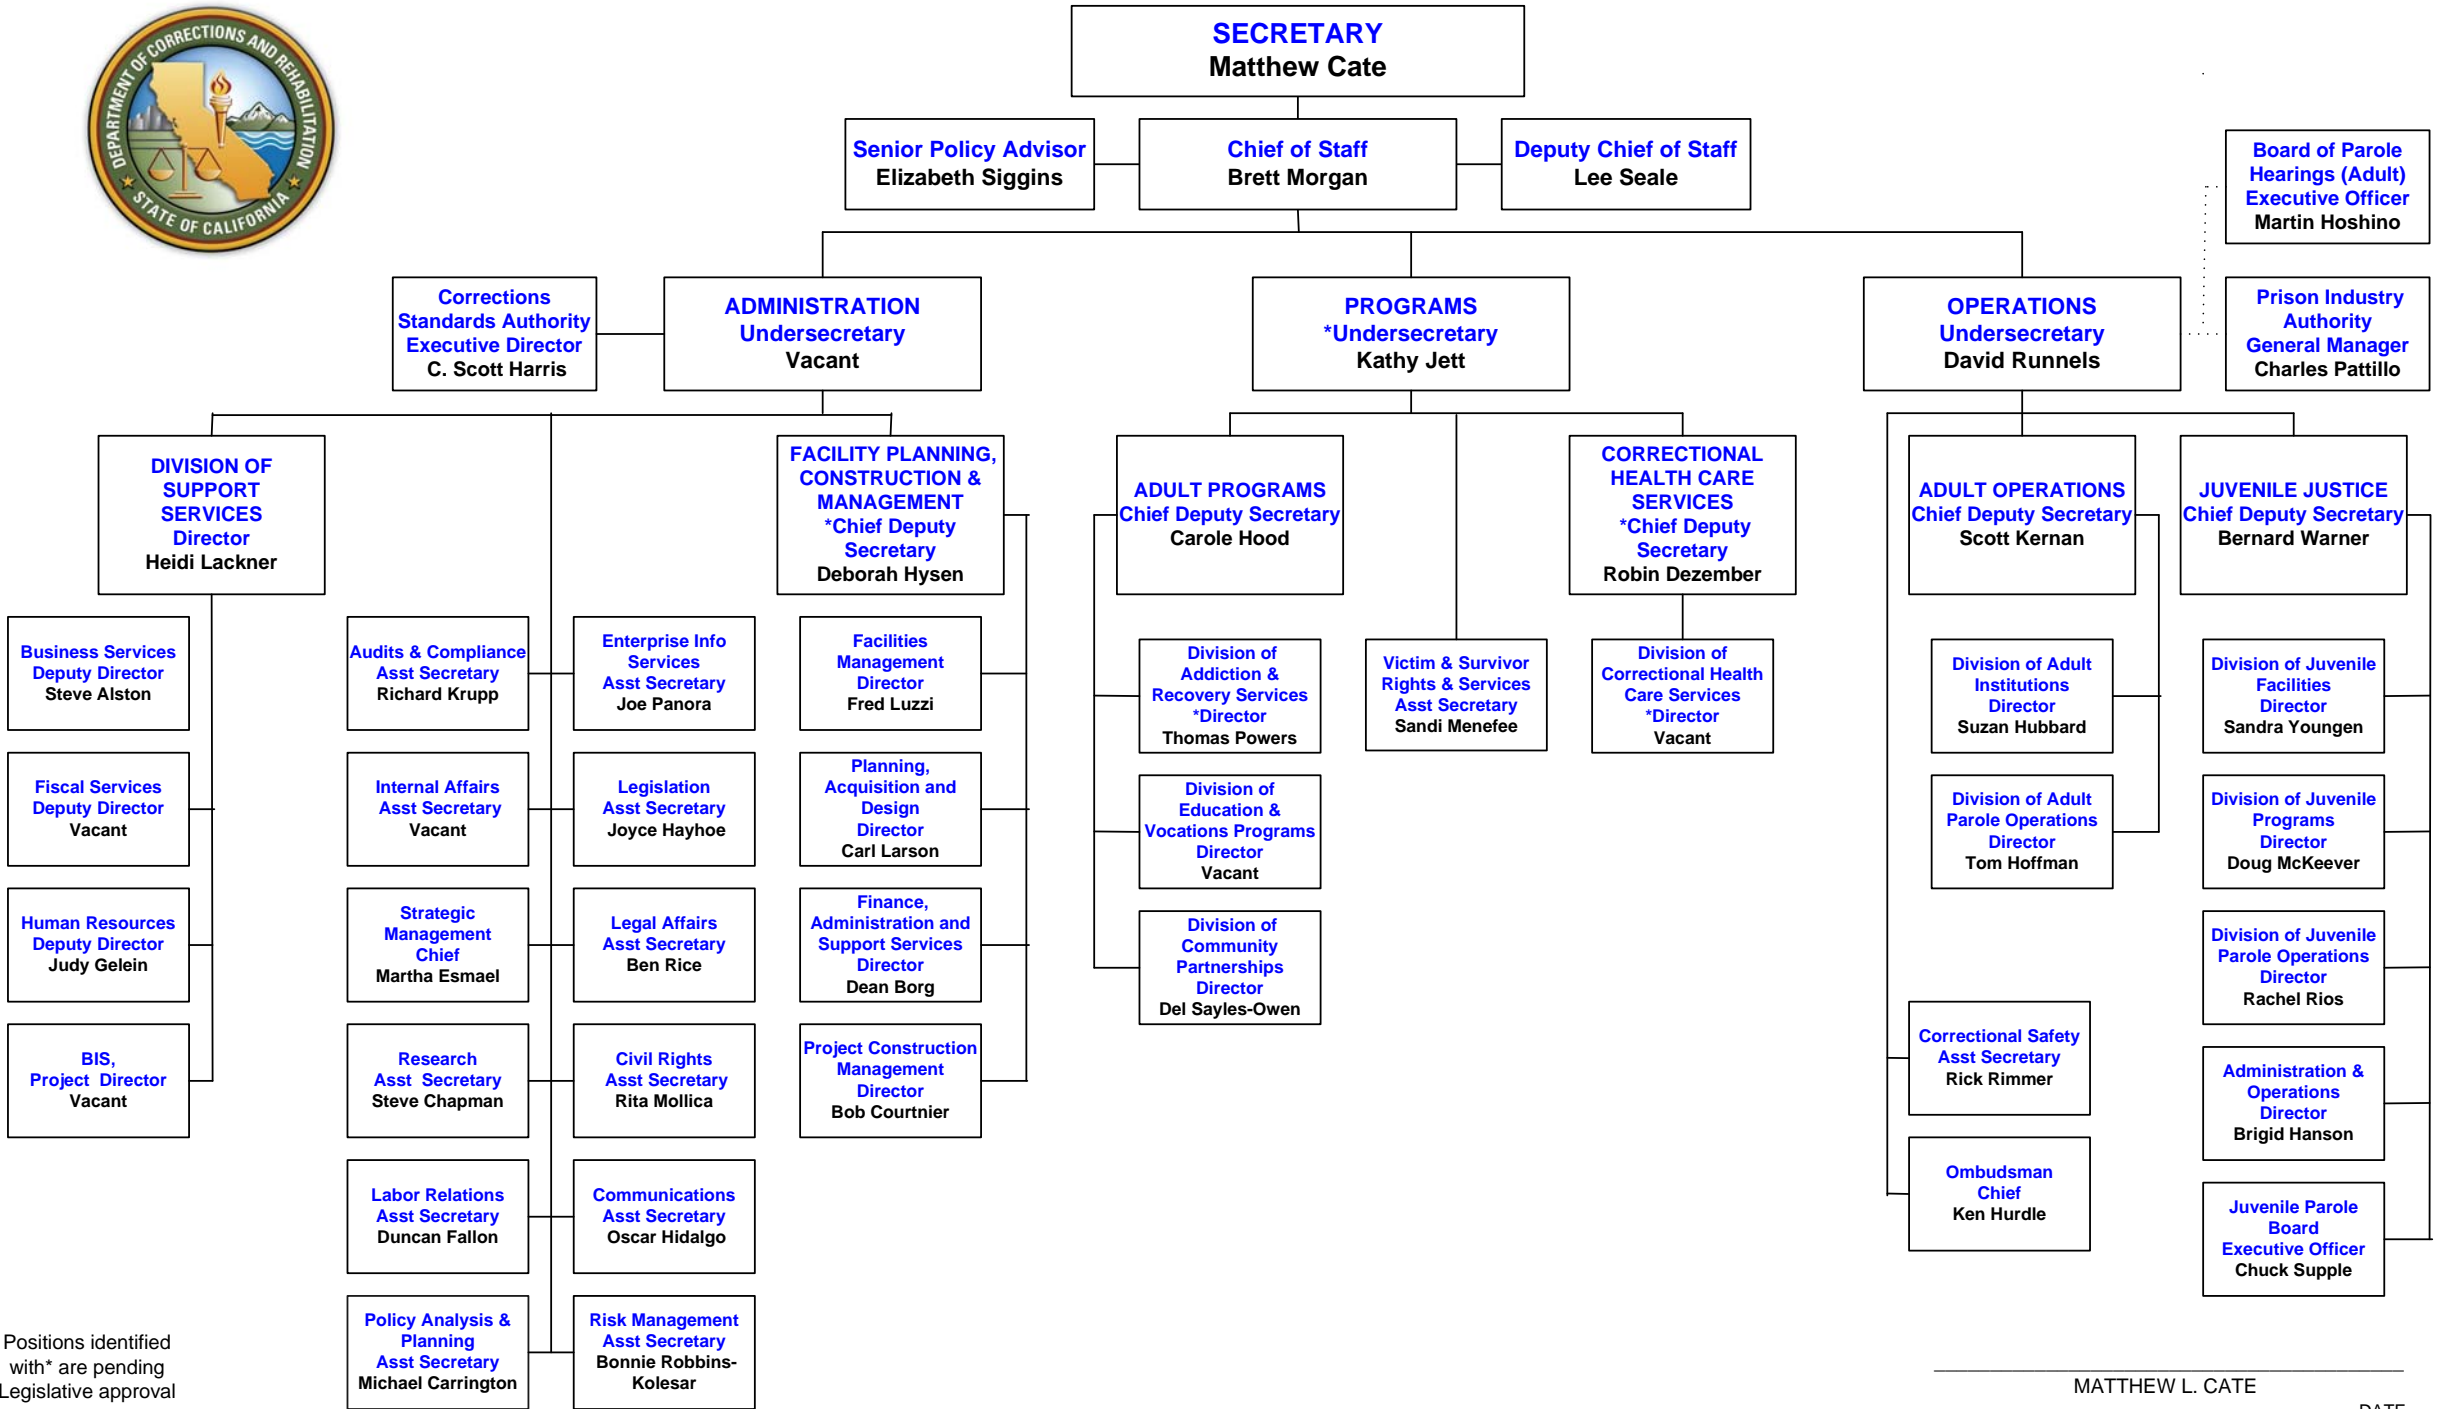 DEPARTMENT OF CORRECTIONS AND REHABILITATION
STATE OF CALIFORNIA
SECRETARY
Matthew Cate
Senior Policy Advisor
Elizabeth Siggins
Chief of Staff
Brett Morgan
Deputy Chief of Staff
Lee Seale
Board of Parole
Hearings (Adult)
Executive Officer
Martin Hoshino
Corrections
Standards Authority
Executive Director
C. Scott Harris
ADMINISTRATION
Undersecretary
Vacant
PROGRAMS
*Undersecretary
Kathy Jett
OPERATIONS
Undersecretary
David Runnels
Prison Industry
Authority
General Manager
Charles Pattillo
DIVISION OF
SUPPORT
SERVICES
Director
Heidi Lackner
FACILITY PLANNING,
CONSTRUCTION &
MANAGEMENT
*Chief Deputy
Secretary
Deborah Hysen
ADULT PROGRAMS
Chief Deputy Secretary
Carole Hood
CORRECTIONAL
HEALTH CARE
SERVICES
*Chief Deputy
Secretary
Robin Dezember
ADULT OPERATIONS
Chief Deputy Secretary
Scott Kernan
JUVENILE JUSTICE
Chief Deputy Secretary
Bernard Warner
Business Services
Deputy Director
Steve Alston
Fiscal Services
Deputy Director
Vacant
Human Resources
Deputy Director
Judy Gelein
BIS,
Project Director
Vacant
Audits & Compliance
Asst Secretary
Richard Krupp
Enterprise Info
Services
Asst Secretary
Joe Panora
Internal Affairs
Asst Secretary
Vacant
Legislation
Asst Secretary
Joyce Hayhoe
Strategic
Management
Chief
Martha Esmael
Legal Affairs
Asst Secretary
Ben Rice
Research
Asst Secretary
Steve Chapman
Civil Rights
Asst Secretary
Rita Mollica
Labor Relations
Asst Secretary
Duncan Fallon
Communications
Asst Secretary
Oscar Hidalgo
Policy Analysis &
Planning
Asst Secretary
Michael Carrington
Risk Management
Asst Secretary
Bonnie Robbins-
Kolesar
Facilities
Management
Director
Fred Luzzi
Planning,
Acquisition and
Design
Director
Carl Larson
Finance,
Administration and
Support Services
Director
Dean Borg
Project Construction
Management
Director
Bob Courtnier
Division of
Addiction &
Recovery Services
*Director
Thomas Powers
Division of
Education &
Vocations Programs
Director
Vacant
Division of
Community
Partnerships
Director
Del Sayles-Owen
Victim & Survivor
Rights & Services
Asst Secretary
Sandi Menefee
Division of
Correctional Health
Care Services
*Director
Vacant
Division of Adult
Institutions
Director
Suzan Hubbard
Division of Adult
Parole Operations
Director
Tom Hoffman
Correctional Safety
Asst Secretary
Rick Rimmer
Ombudsman
Chief
Ken Hurdle
Division of Juvenile
Facilities
Director
Sandra Youngen
Division of Juvenile
Programs
Director
Doug McKeever
Division of Juvenile
Parole Operations
Director
Rachel Rios
Administration &
Operations
Director
Brigid Hanson
Juvenile Parole
Board
Executive Officer
Chuck Supple
Positions identified
with* are pending
Legislative approval
MATTHEW L. CATE
DATE